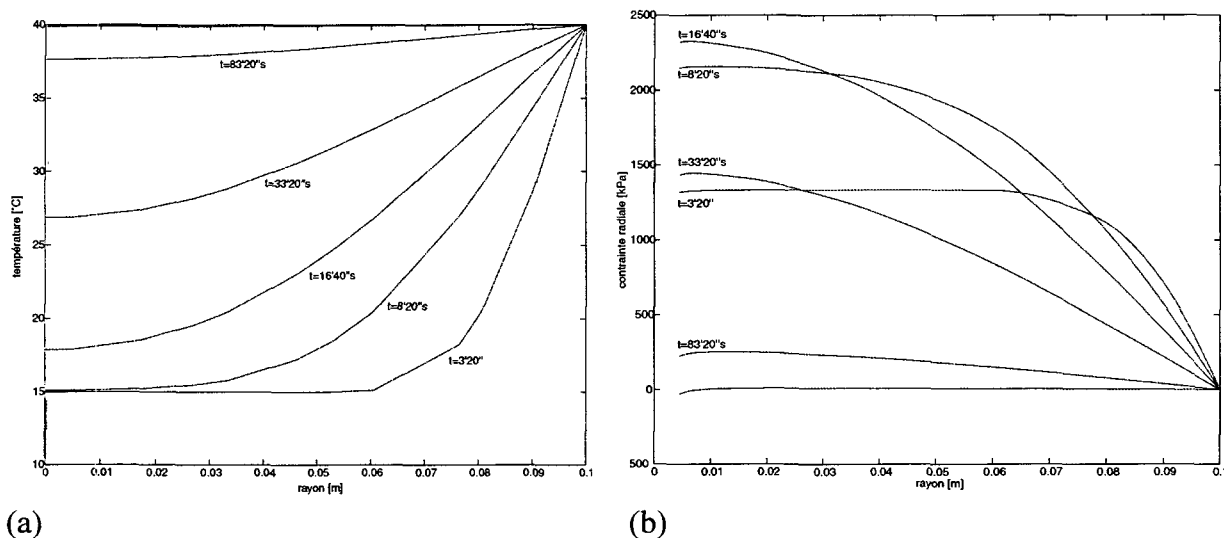 40
35
30
25
20
15
10
température [°C]
t=83'20"s
t=33'20"s
t=16'40"s
t=8'20"s
t=3'20"
0
0.01
0.02
0.03
0.04
0.05
0.06
0.07
0.08
0.09
0.1
rayon [m]
(a)
2500
2000
1500
1000
500
0
500
contrainte radiale [kPa]
t=16'40"s
t=8'20"s
t=33'20"s
t=3'20"
t=83'20"s
0
0.01
0.02
0.03
0.04
0.05
0.06
0.07
0.08
0.09
0.1
rayon [m]
(b)